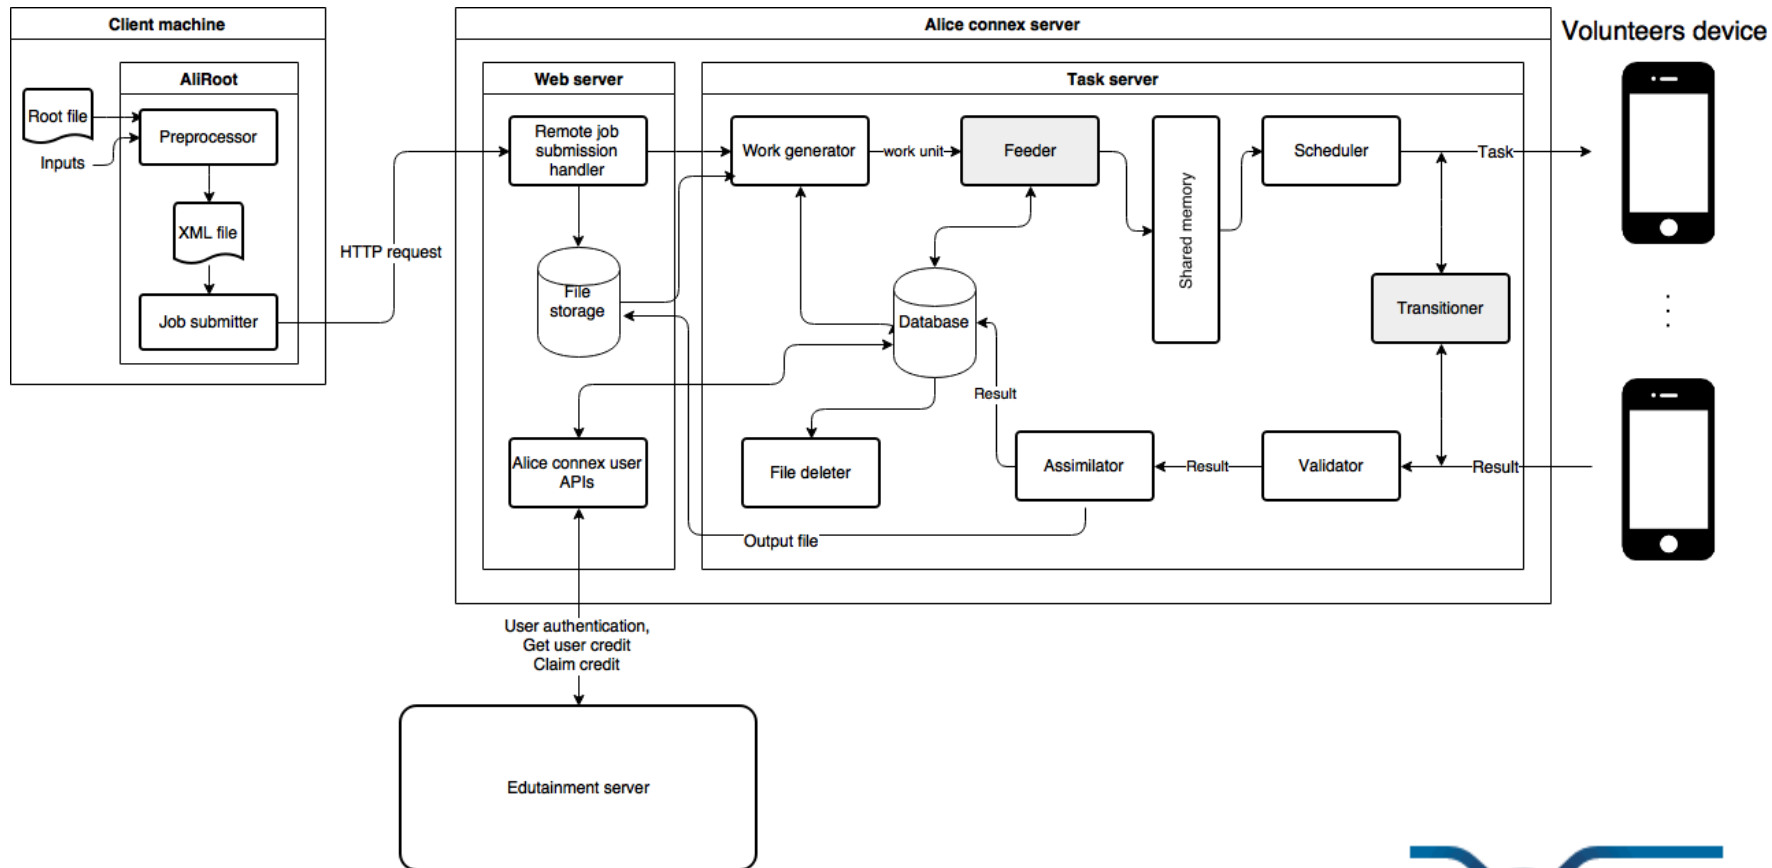 Client machine
Alice connex server
Volunteers device
AliRoot
Web server
Task server
Root file
Preprocessor
Inputs
XML file
Job submitter
HTTP request
Remote job
submission
handler
File
storage
Alice connex user
APIs
Work generator
work unit
Feeder
Shared memory
Scheduler
Task
Transitioner
Database
Result
File deleter
Assimilator
Result
Validator
Result
Output file
User authentication,
Get user credit
Claim credit
Edutainment server